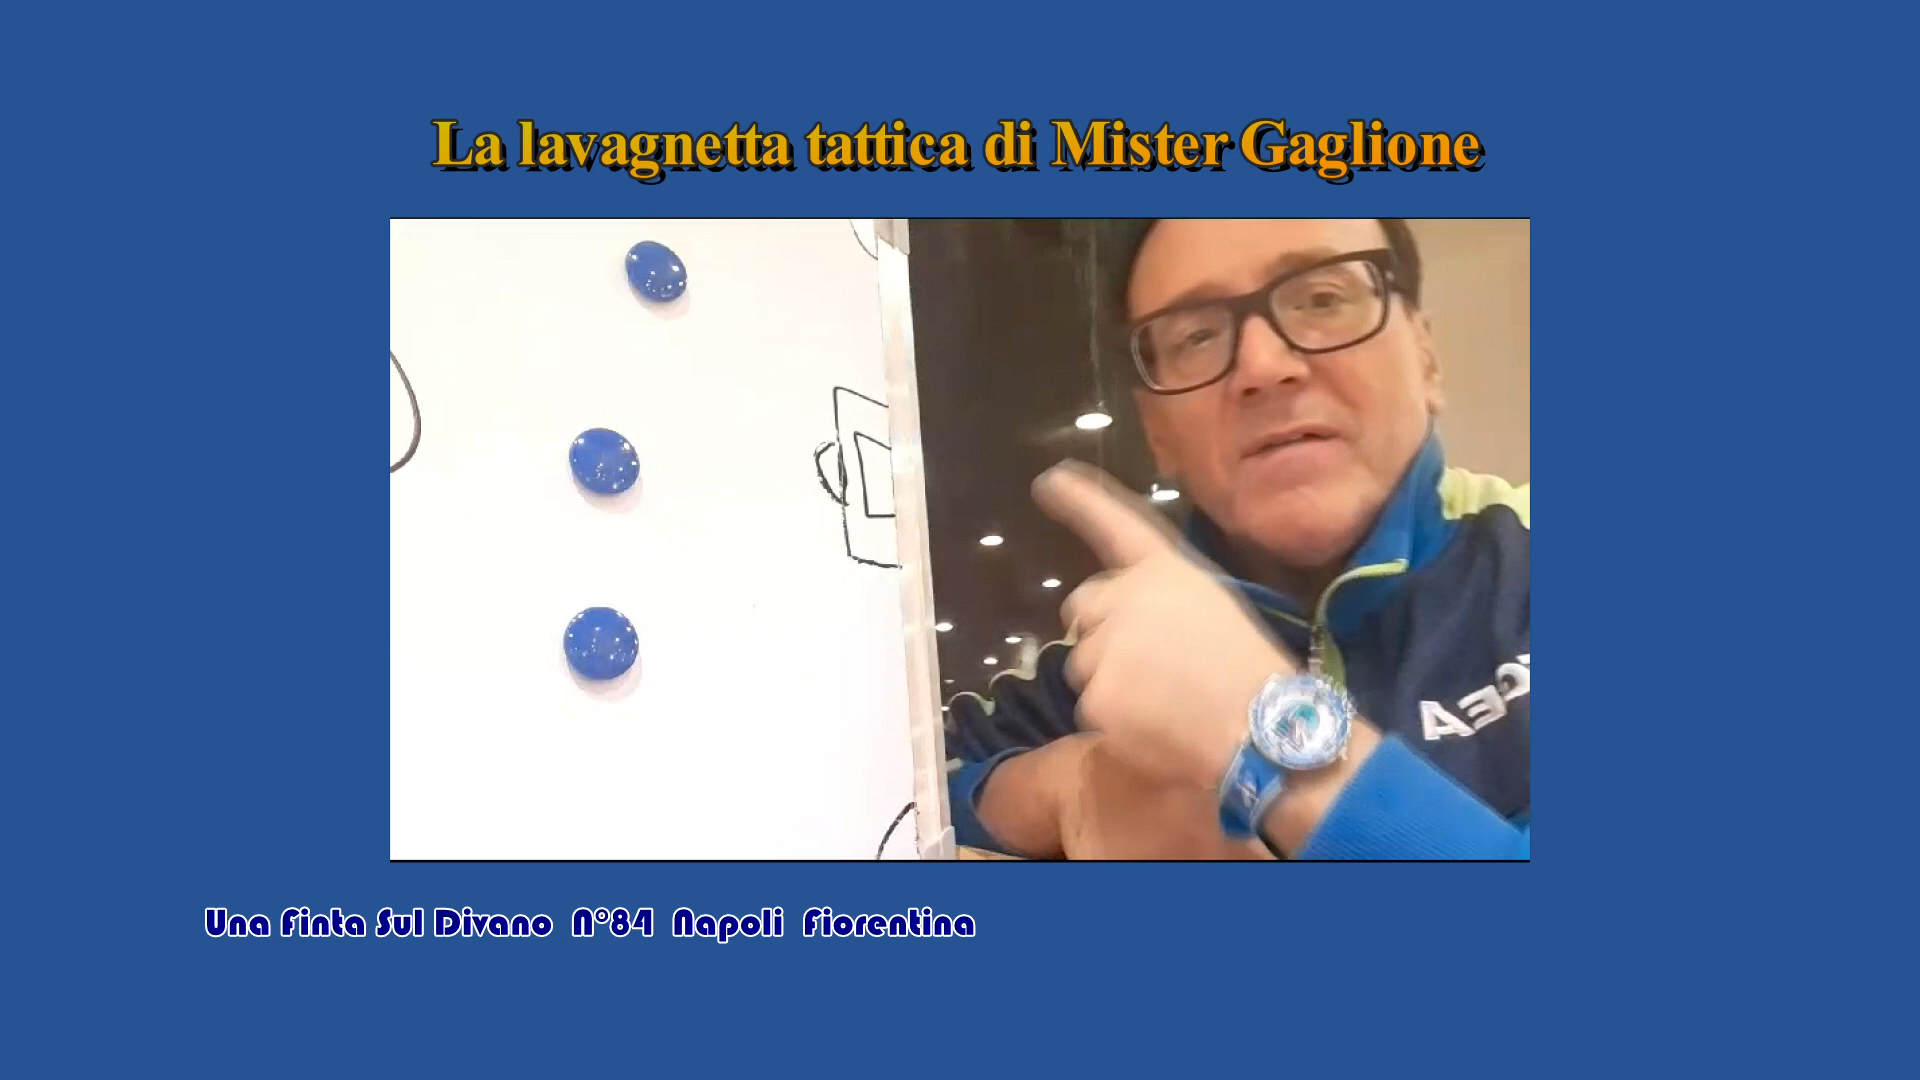 La lavagnetta tattica di Mister Gaglione
Una Finta Sul Divano N°84 Napoli Fiorentina